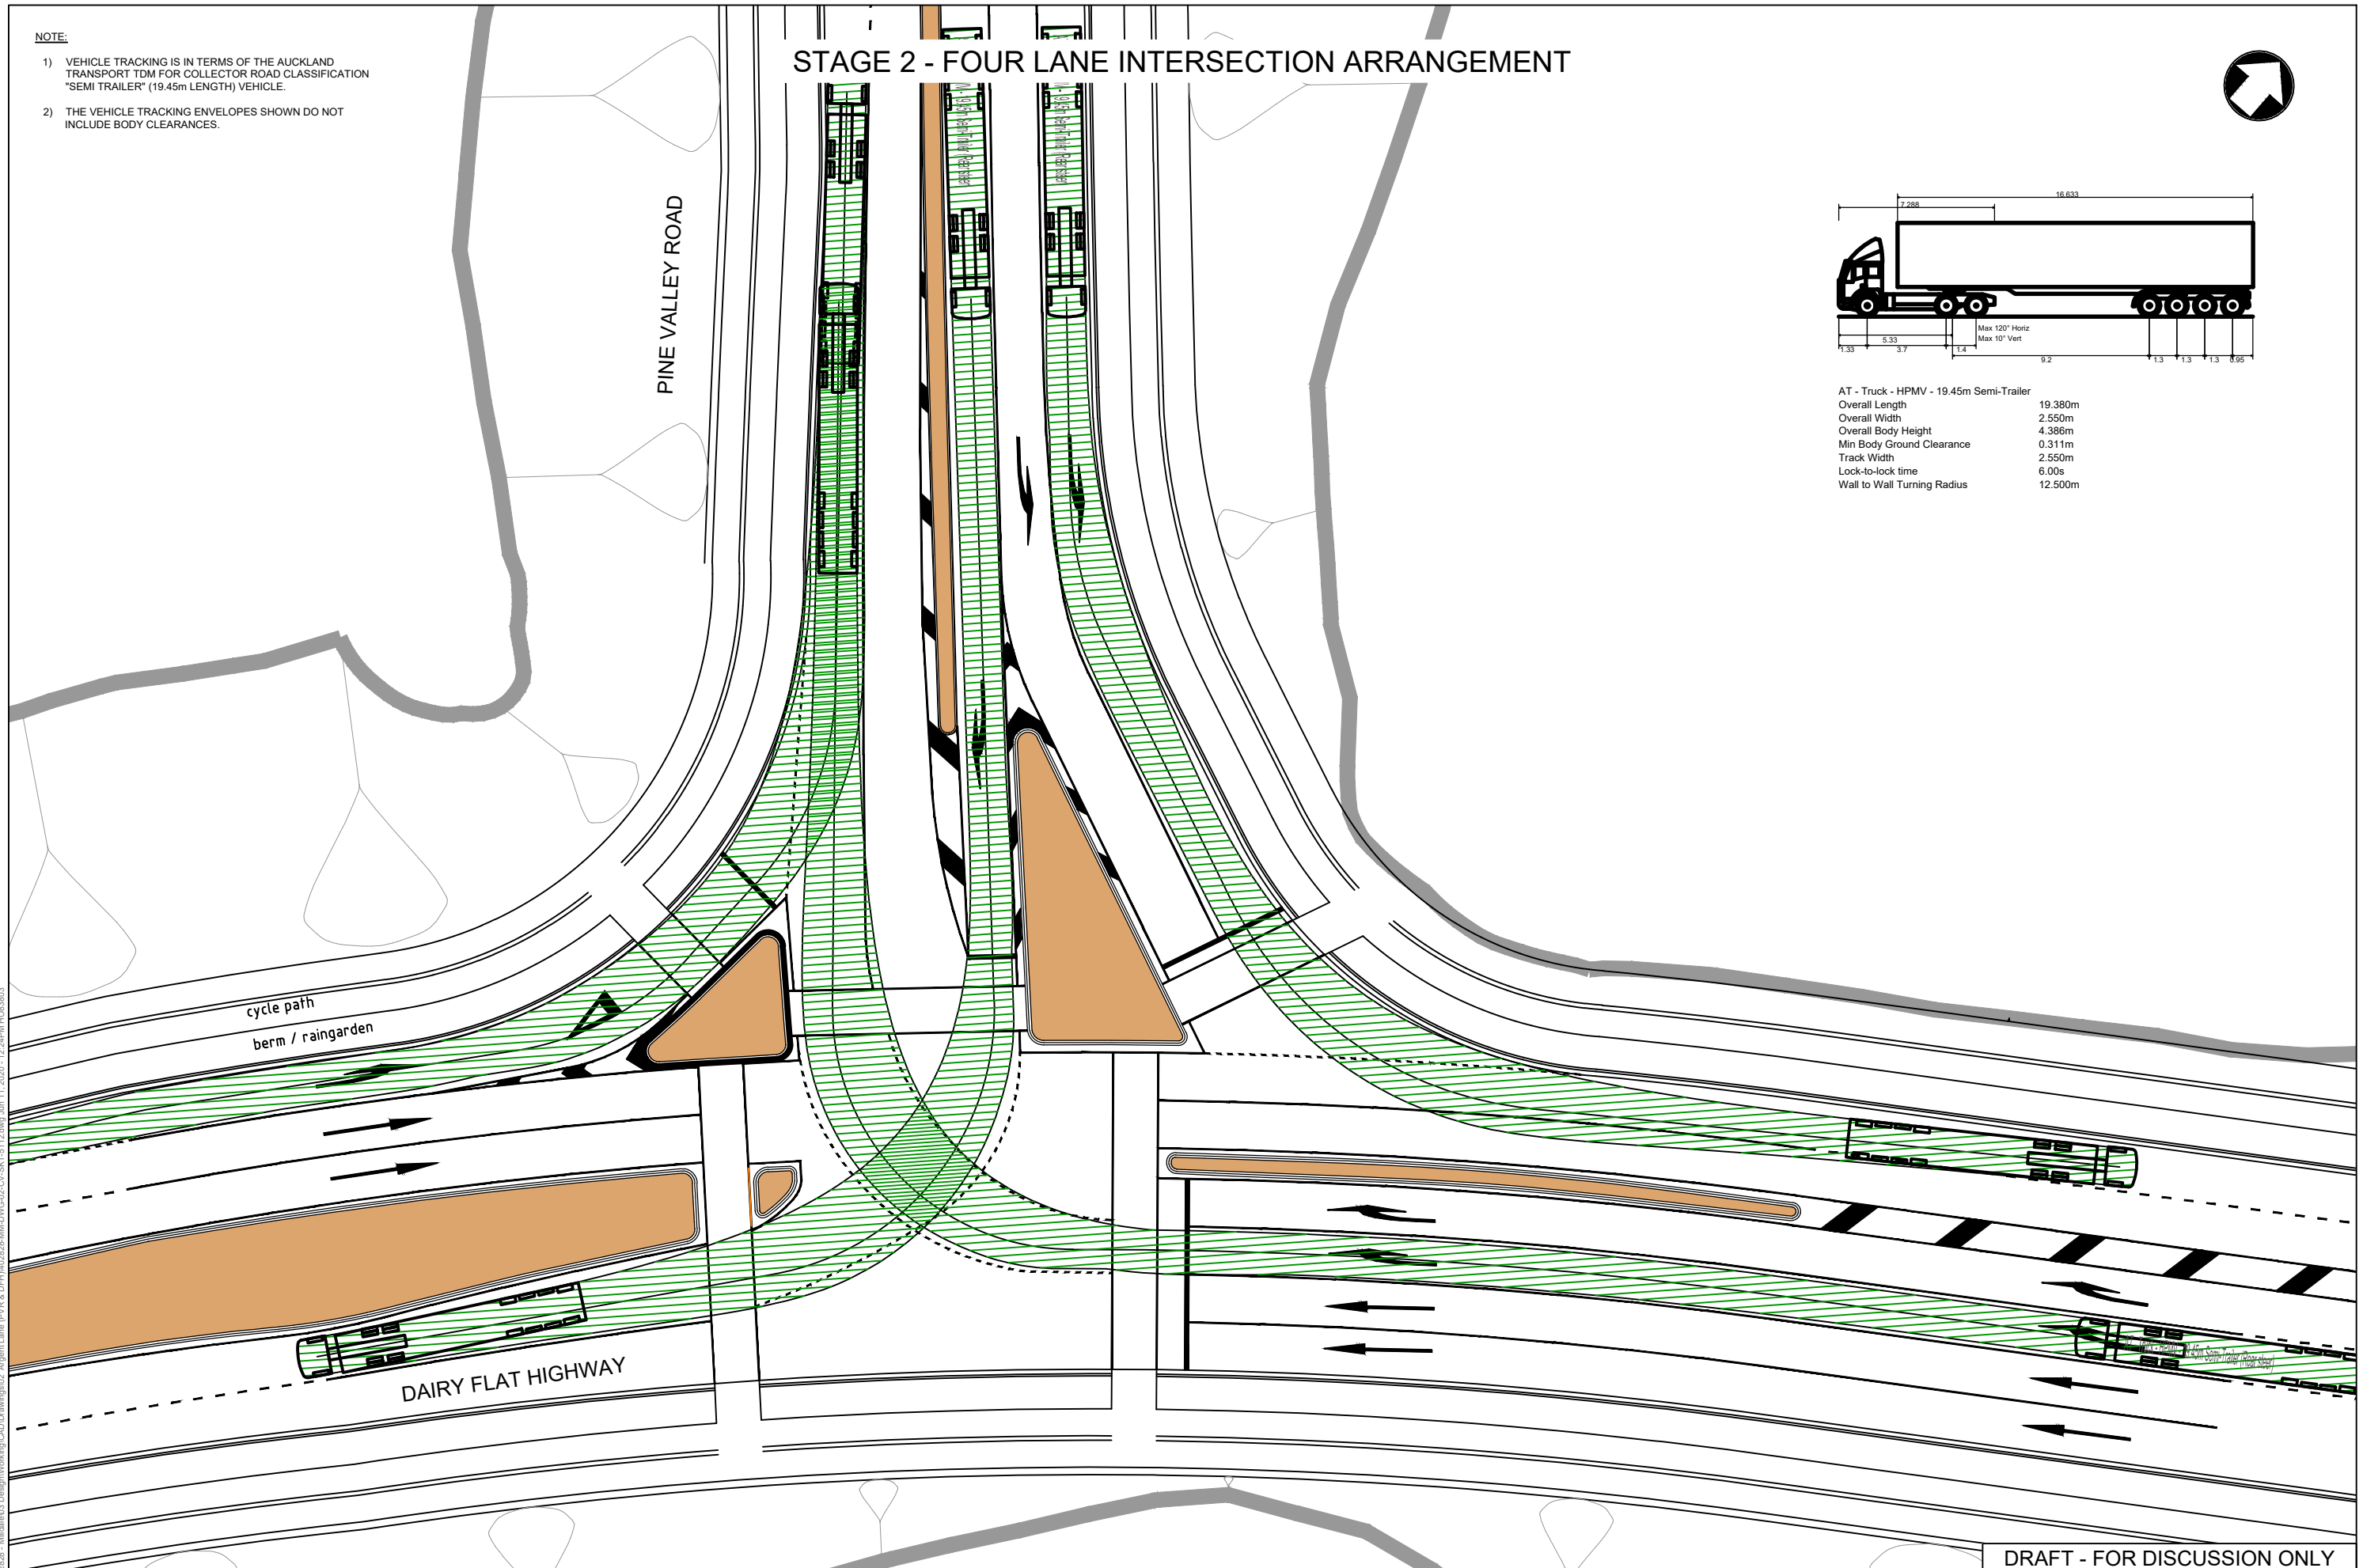 NOTE:
1) VEHICLE TRACKING IS IN TERMS OF THE AUCKLAND
TRANSPORT TDM FOR COLLECTOR ROAD CLASSIFICATION
"SEMI TRAILER" (19.45m LENGTH) VEHICLE.
2) THE VEHICLE TRACKING ENVELOPES SHOWN DO NOT
INCLUDE BODY CLEARANCES.
STAGE 2 - FOUR LANE INTERSECTION ARRANGEMENT
PINE VALLEY ROAD
16.633
7.288
Max 120° Horiz
Max 10° Vert
5.33
1.33 3.7 1.4 9.2 1.3 1.3 1.3 0.95
AT - Truck - HPMV - 19.45m Semi-Trailer
Overall Length 19.380m
Overall Width 2.550m
Overall Body Height 4.386m
Min Body Ground Clearance 0.311m
Track Width 2.550m
Lock-to-lock time 6.00s
Wall to Wall Turning Radius 12.500m
cycle path
berm / raingarden
DAIRY FLAT HIGHWAY
DRAFT - FOR DISCUSSION ONLY